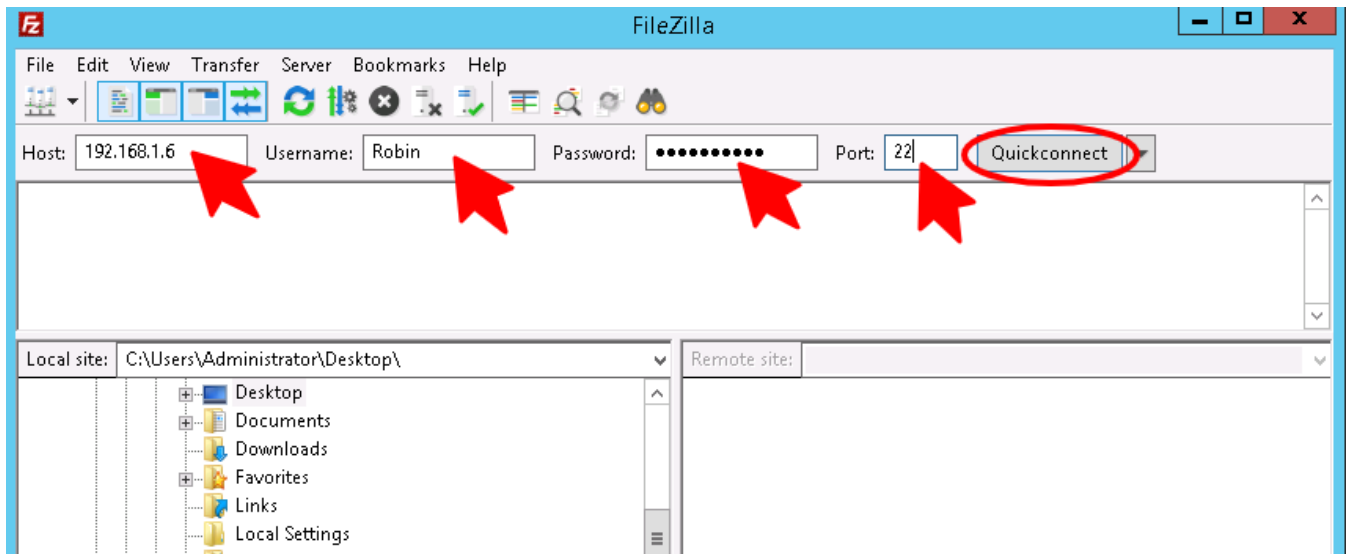 Fz FileZilla X
File Edit View Transfer Server Bookmarks Help
Host: 192.168.1.6 Username: Robin Password: •••••••••• Port: 22 Quickconnect
Local site: C:\Users\Administrator\Desktop\ Remote site:
Desktop
Documents
Downloads
Favorites
Links
Local Settings